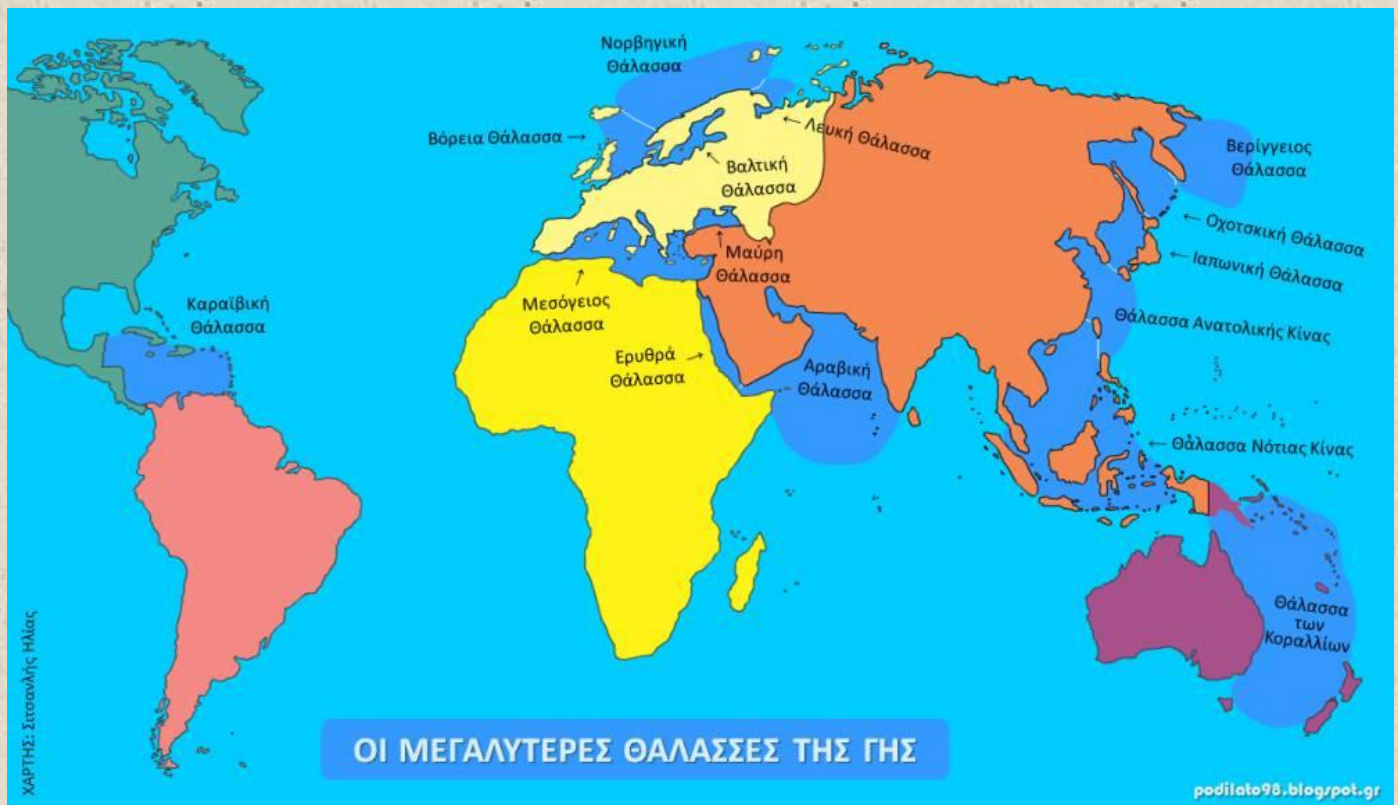 Νορβηγική
Θάλασσα
Βόρεια Θάλασσα
Λευκή Θάλασσα
Βαλτική
Θάλασσα
Βερίγγειος
Θάλασσα
Οχοτσκική Θάλασσα
Ιαπωνική Θάλασσα
Μαύρη
Θάλασσα
Καραϊβική
Θάλασσα
Μεσόγειος
Θάλασσα
Θάλασσα Ανατολικής Κίνας
Ερυθρά
Θάλασσα
Αραβική
Θάλασσα
Θάλασσα Νότιας Κίνας
Θάλασσα
των
Κοραλλίων
ΧΑΡΤΗΣ: Σιτσανλής Ηλίας
ΟΙ ΜΕΓΑΛΥΤΕΡΕΣ ΘΑΛΑΣΣΕΣ ΤΗΣ ΓΗΣ
podilato98.blogspot.gr